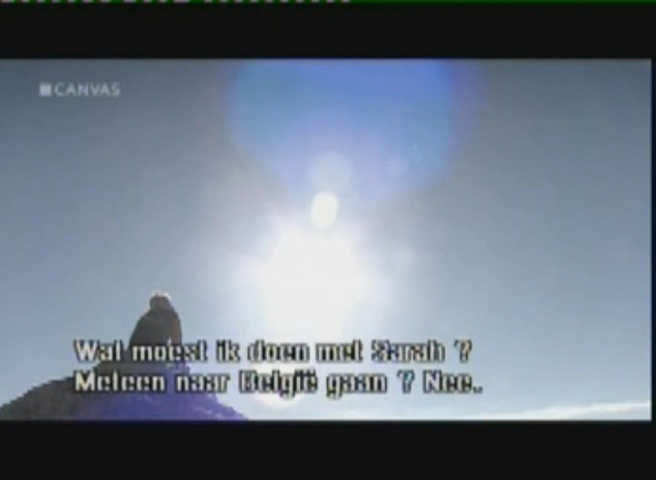 CANVAS
Wat moest ik doen met Sarah ?
Meteen naar België gaan ? Nee.